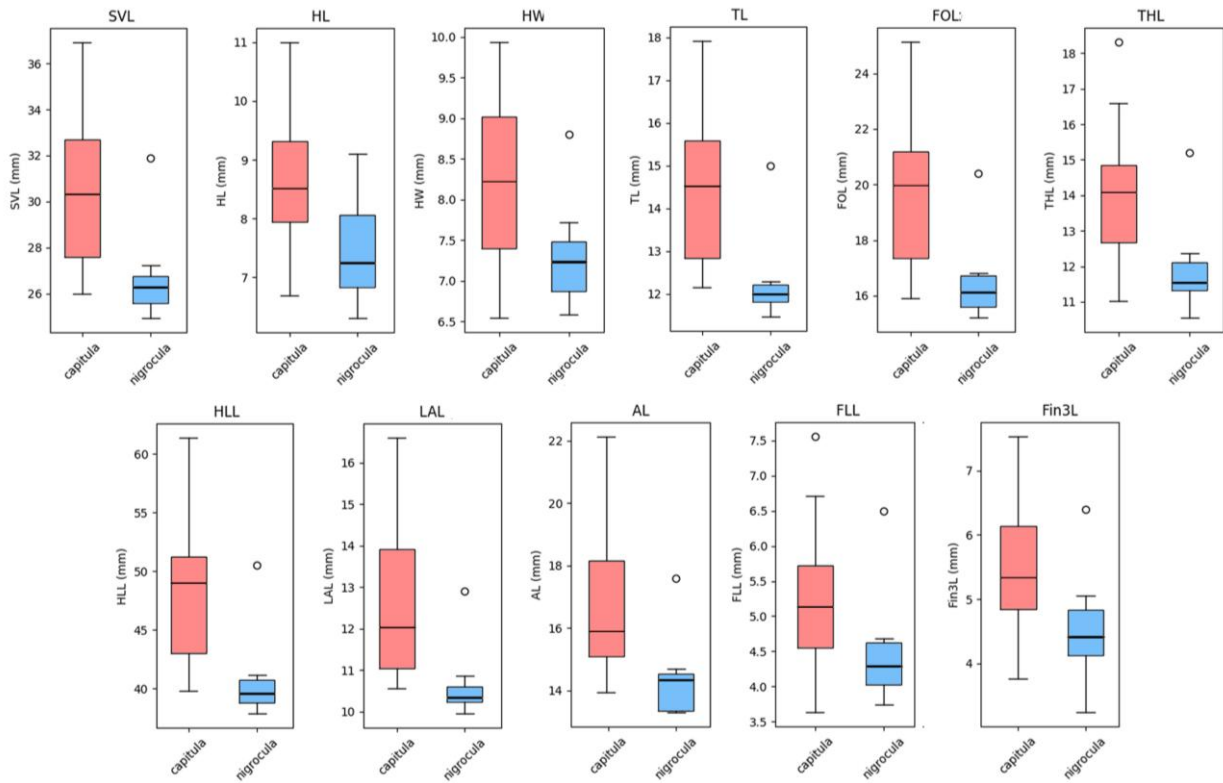 SVL
SVL (mm)
36
34
32
30
28
26
capitula
nigrocula
HL
HL (mm)
11
10
9
8
7
capitula
nigrocula
HW
HW (mm)
10.0
9.5
9.0
8.5
8.0
7.5
7.0
6.5
capitula
nigrocula
TL
TL (mm)
18
17
16
15
14
13
12
capitula
nigrocula
FOL:
FOL (mm)
24
22
20
18
16
capitula
nigrocula
THL
THL (mm)
18
17
16
15
14
13
12
11
capitula
nigrocula
HLL
HLL (mm)
60
55
50
45
40
capitula
nigrocula
LAL
LAL (mm)
16
15
14
13
12
11
10
capitula
nigrocula
AL
AL (mm)
22
20
18
16
14
capitula
nigrocula
FLL
FLL (mm)
7.5
7.0
6.5
6.0
5.5
5.0
4.5
4.0
3.5
capitula
nigrocula
Fin3L
Fin3L (mm)
7
6
5
4
capitula
nigrocula